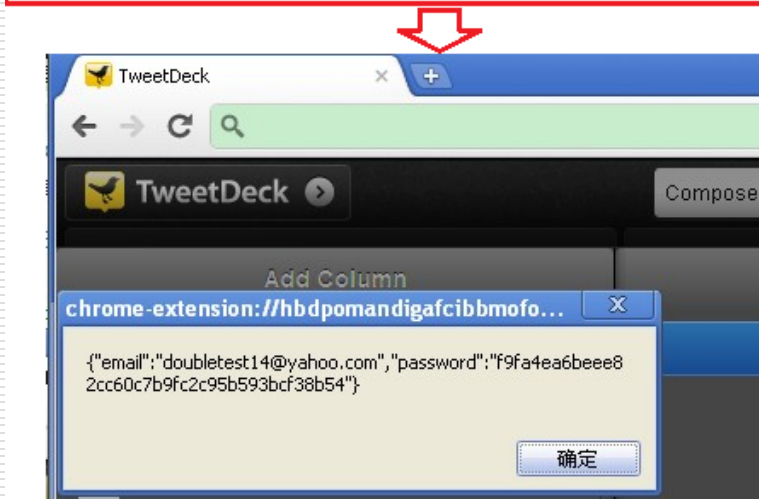 TweetDeck
TweetDeck
Compose
Add Column
chrome-extension://hbdpomandigafcibbmofo...
{"email":"doubletest14@yahoo.com","password":"f9fa4ea6beee8
2cc60c7b9fc2c95b593bcf38b54"}
确定